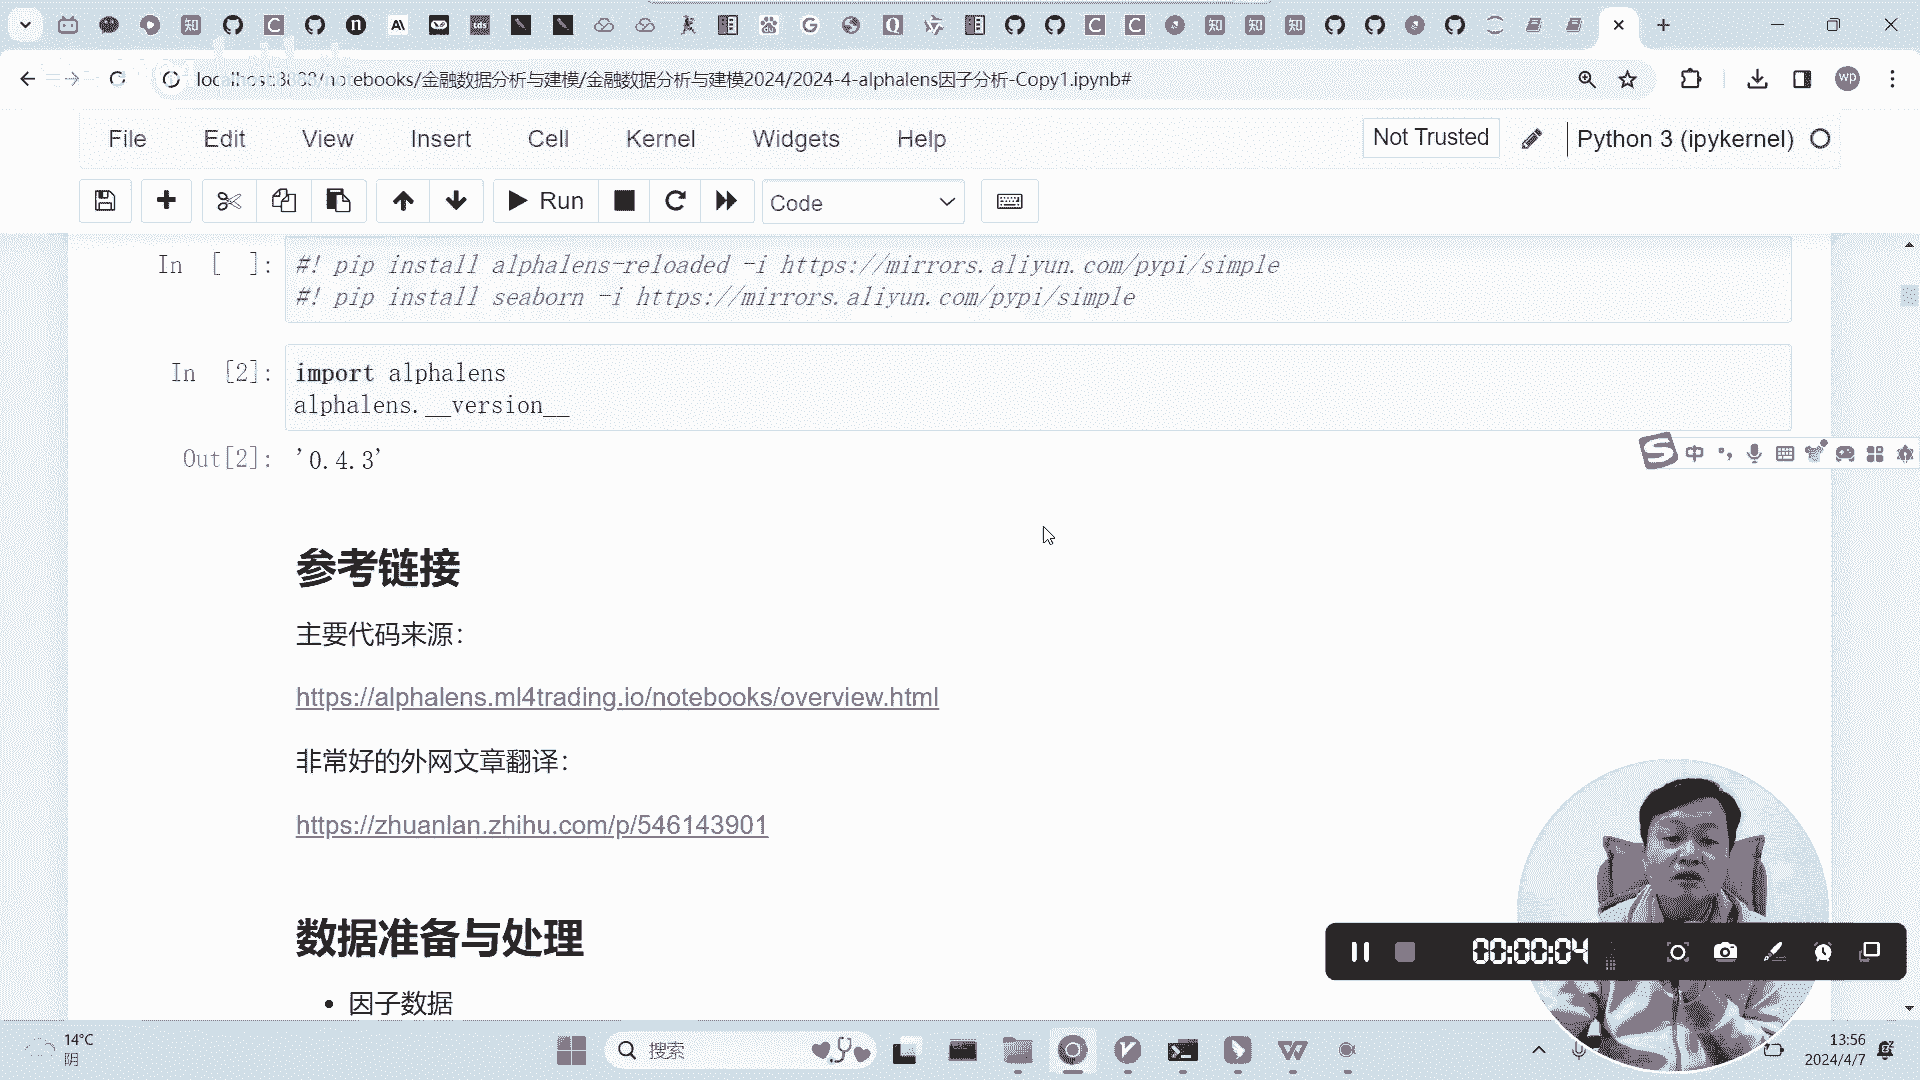 localhost:8888/notebooks/金融数据分析与建模/金融数据分析与建模2024/2024-4-alphalens因子分析-Copy1.ipynb#
wp
File Edit View Insert Cell Kernel Widgets Help
Not Trusted
Python 3 (ipykernel)
Run
Code
In [ ]:
#! pip install alphalens-reloaded -i https://mirrors.aliyun.com/pypi/simple
#! pip install seaborn -i https://mirrors.aliyun.com/pypi/simple
In [2]:
import alphalens
alphalens.__version__
Out[2]:
'0.4.3'
中
参考链接
主要代码来源：
https://alphalens.ml4trading.io/notebooks/overview.html
非常好的外网文章翻译：
https://zhuanlan.zhihu.com/p/546143901
数据准备与处理
• 因子数据
00:00:04
14°C
阴
搜索
13:56
2024/4/7